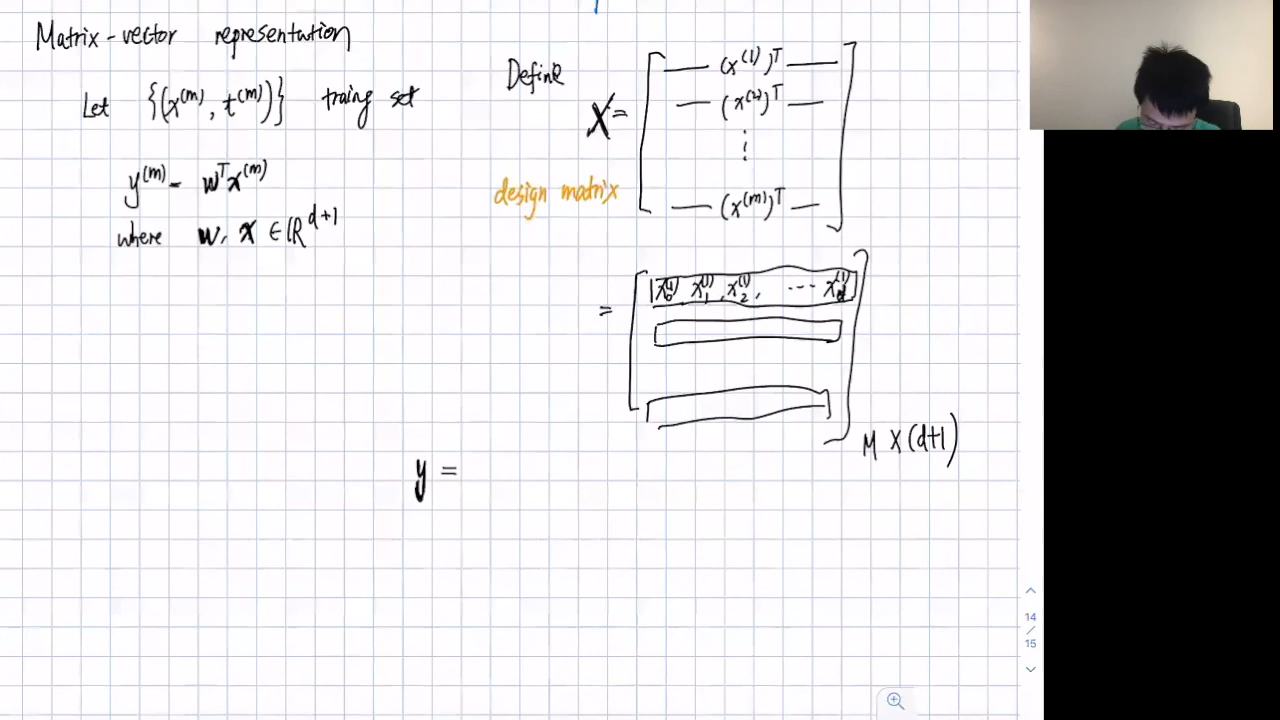 Matrix-vector representation
Let {(x^(m), t^(m))} traing set
y^(m) = w^T x^(m)
where w, x ∈ R^{d+1}
Define
X = [ — (x^(1))^T —
— (x^(2))^T —
⋮
— (x^(M))^T — ]
design matrix
= [ x_0^(1), x_1^(1), x_2^(1), ... x_d^(1) ]
M X (d+1)
y =
14
/
15